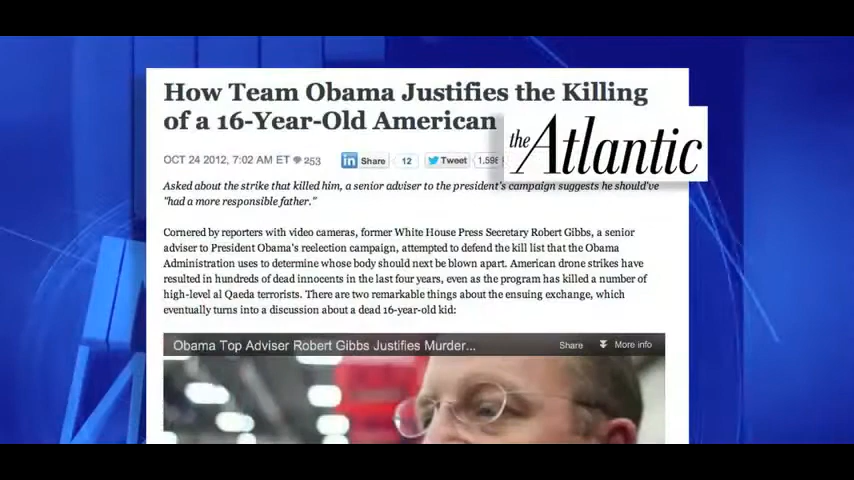 How Team Obama Justifies the Killing
of a 16-Year-Old American
the Atlantic
OCT 24 2012, 7:02 AM ET 253
Share
12
Tweet
Asked about the strike that killed him, a senior adviser to the president's campaign suggests he should've
"had a more responsible father."
Cornered by reporters with video cameras, former White House Press Secretary Robert Gibbs, a senior
adviser to President Obama's reelection campaign, attempted to defend the kill list that the Obama
Administration uses to determine whose body should next be blown apart. American drone strikes have
resulted in hundreds of dead innocents in the last four years, even as the program has killed a number of
high-level al Qaeda terrorists. There are two remarkable things about the ensuing exchange, which
eventually turns into a discussion about a dead 16-year-old kid:
Obama Top Adviser Robert Gibbs Justifies Murder...
Share
More info